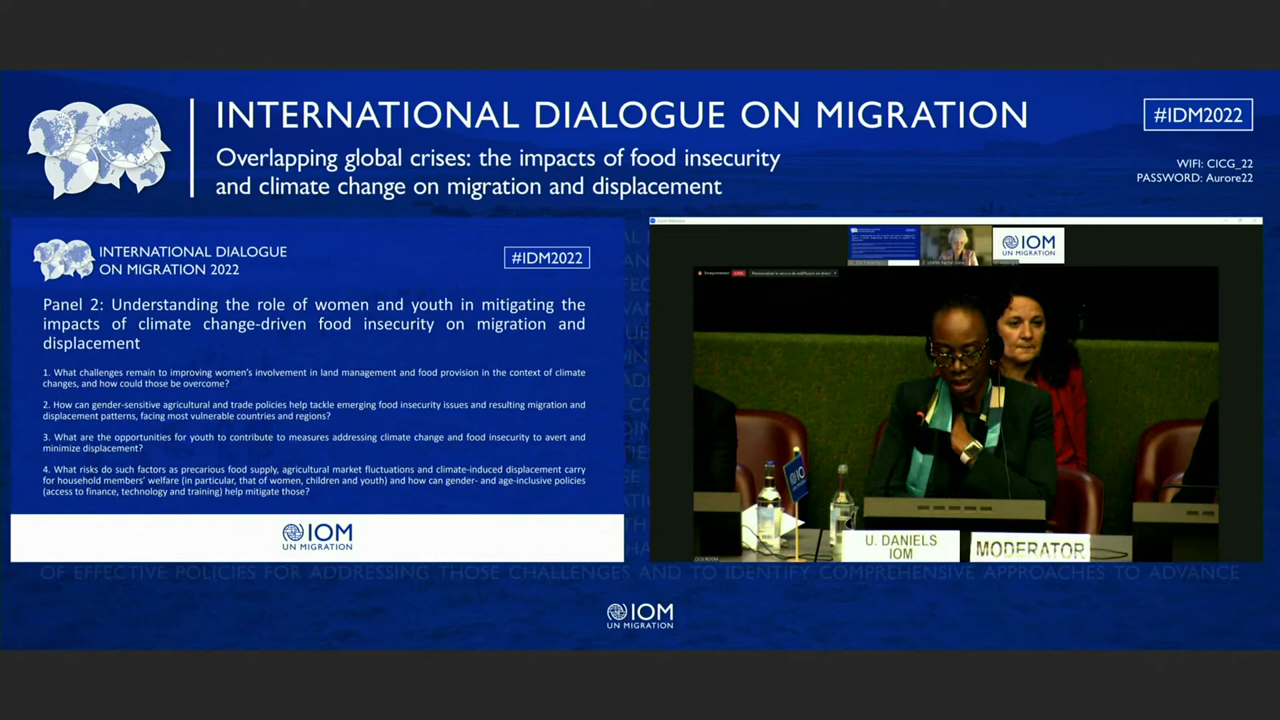 INTERNATIONAL DIALOGUE ON MIGRATION
Overlapping global crises: the impacts of food insecurity
and climate change on migration and displacement
#IDM2022
WIFI: CICG_22
PASSWORD: Aurore22
INTERNATIONAL DIALOGUE
ON MIGRATION 2022
#IDM2022
Panel 2: Understanding the role of women and youth in mitigating the
impacts of climate change-driven food insecurity on migration and
displacement
1. What challenges remain to improving women's involvement in land management and food provision in the context of climate
changes, and how could those be overcome?
2. How can gender-sensitive agricultural and trade policies help tackle emerging food insecurity issues and resulting migration and
displacement patterns, facing most vulnerable countries and regions?
3. What are the opportunities for youth to contribute to measures addressing climate change and food insecurity to avert and
minimize displacement?
4. What risks do such factors as precarious food supply, agricultural market fluctuations and climate-induced displacement carry
for household members' welfare (in particular, that of women, children and youth) and how can gender- and age-inclusive policies
(access to finance, technology and training) help mitigate those?
IOM
UN MIGRATION
IOM
UN MIGRATION
U. DANIELS
IOM
MODERATOR
OF EFFECTIVE POLICIES FOR ADDRESSING THOSE CHALLENGES AND TO IDENTIFY COMPREHENSIVE APPROACHES TO ADVANCE
IOM
UN MIGRATION